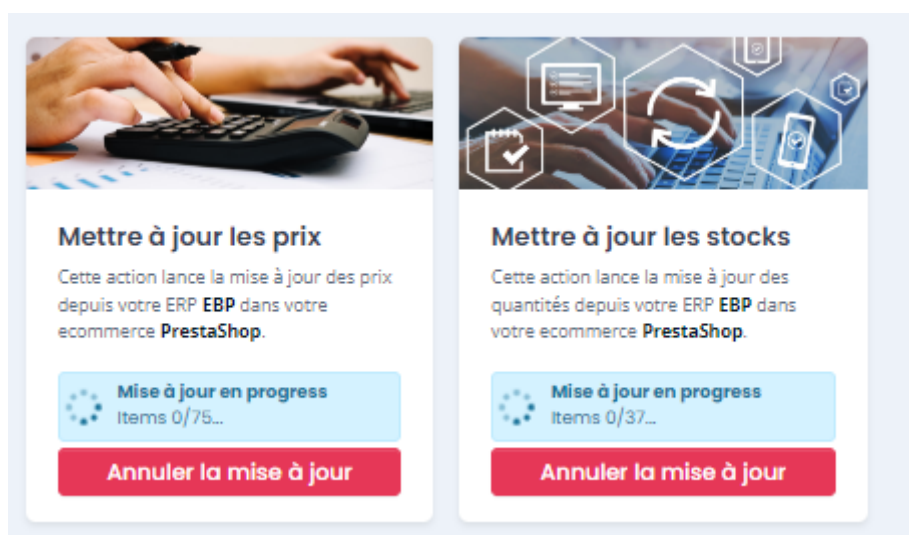 Mettre à jour les prix
Cette action lance la mise à jour des prix
depuis votre ERP EBP dans votre
ecommerce PrestaShop.
Mise à jour en progress
Items 0/75...
Annuler la mise à jour
Mettre à jour les stocks
Cette action lance la mise à jour des
quantités depuis votre ERP EBP dans
votre ecommerce PrestaShop.
Mise à jour en progress
Items 0/37...
Annuler la mise à jour